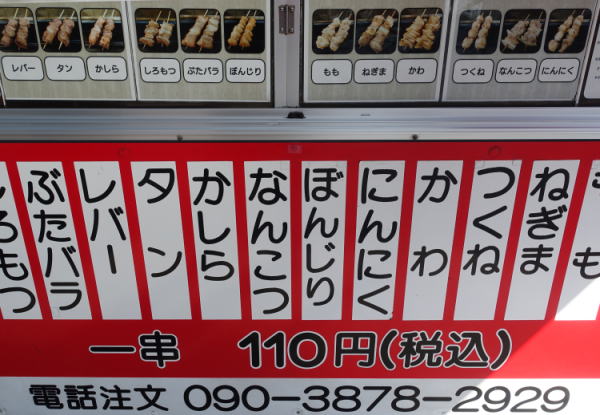 レバー
タン
かしら
しろもつ
ぶたバラ
ぼんじり
もも
ねぎま
かわ
つくね
なんこつ
にんにく
もも
ねぎま
つくね
かわ
にんにく
ぼんじり
なんこつ
かしら
タン
レバー
ぶたバラ
しろもつ
一串 110円(税込)
電話注文 090-3878-2929